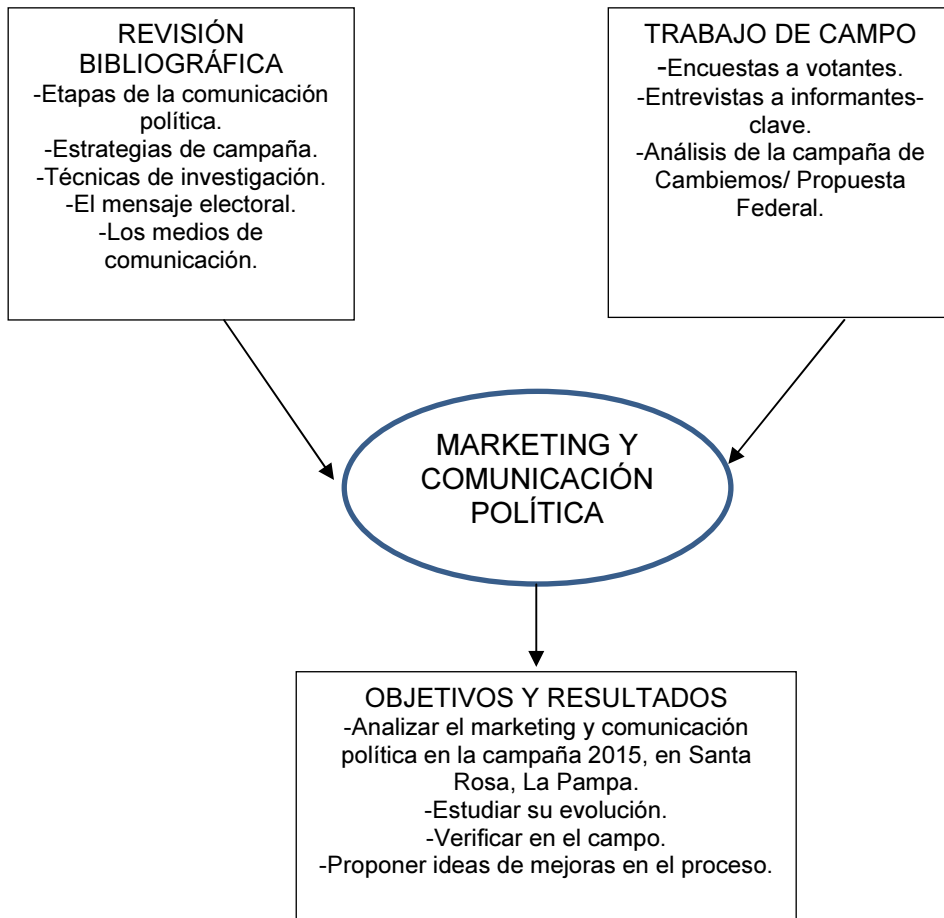 REVISIÓN
BIBLIOGRÁFICA
-Etapas de la comunicación
política.
-Estrategias de campaña.
-Técnicas de investigación.
-El mensaje electoral.
-Los medios de
comunicación.
TRABAJO DE CAMPO
-Encuestas a votantes.
-Entrevistas a informantes-
clave.
-Análisis de la campaña de
Cambiemos/ Propuesta
Federal.
MARKETING Y
COMUNICACIÓN
POLÍTICA
OBJETIVOS Y RESULTADOS
-Analizar el marketing y comunicación
política en la campaña 2015, en Santa
Rosa, La Pampa.
-Estudiar su evolución.
-Verificar en el campo.
-Proponer ideas de mejoras en el proceso.